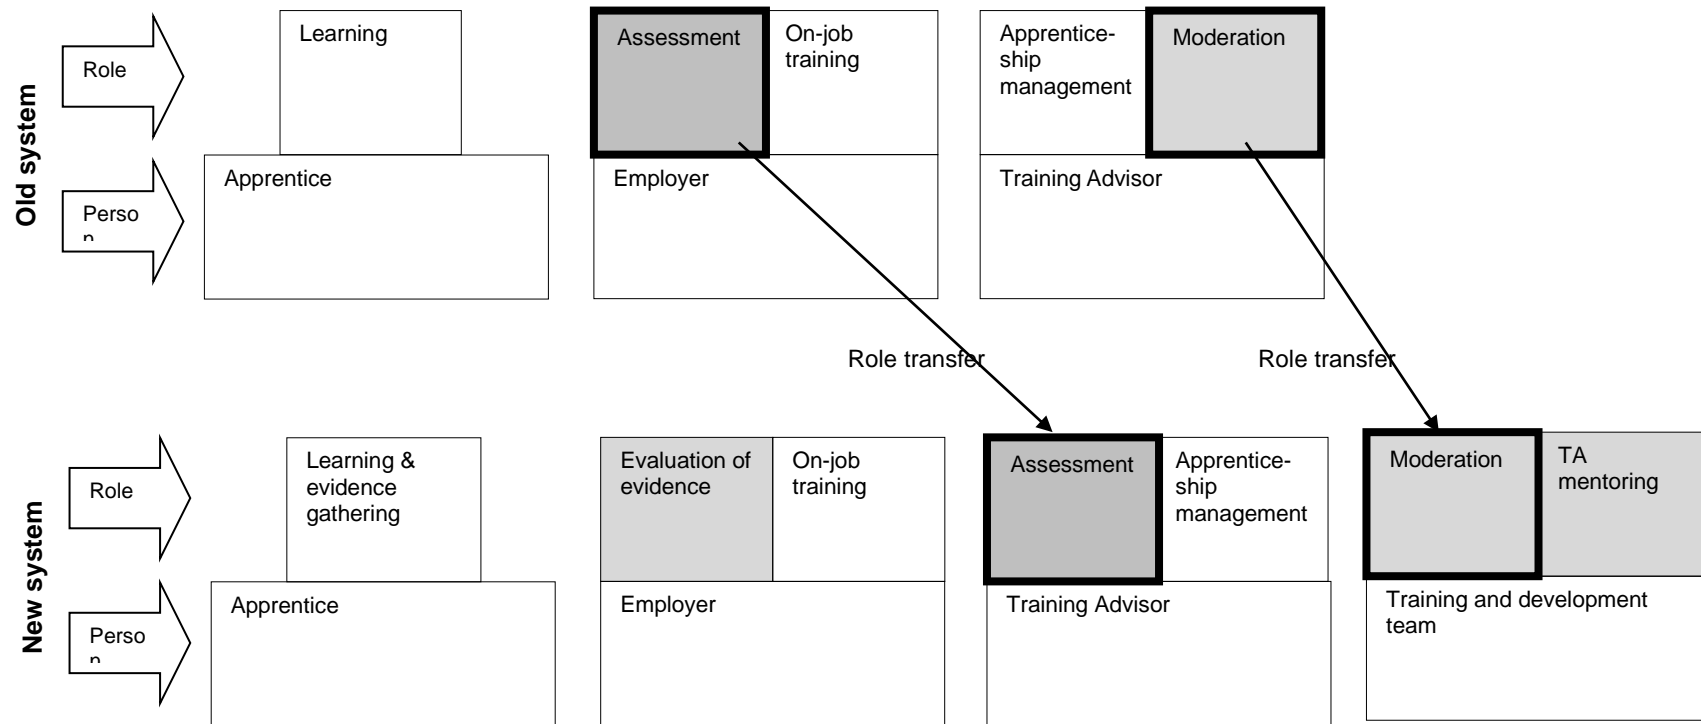 Old system
Role
Learning
Assessment
On-job
training
Apprentice-
ship
management
Moderation
Perso
n
Apprentice
Employer
Training Advisor
Role transfer
Role transfer
New system
Role
Learning &
evidence
gathering
Evaluation of
evidence
On-job
training
Assessment
Apprentice-
ship
management
Moderation
TA
mentoring
Perso
n
Apprentice
Employer
Training Advisor
Training and development
team